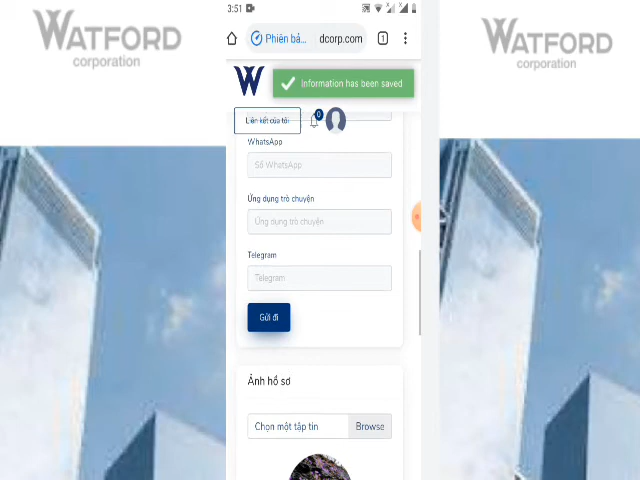 WATFORD
corporation
3:51
Phiên bả... dcorp.com 1
W
Information has been saved
Liên kết của tôi
0
WhatsApp
Số WhatsApp
Ứng dụng trò chuyện
Ứng dụng trò chuyện
Telegram
Telegram
Gửi đi
Ảnh hồ sơ
Chọn một tập tin Browse
WATFORD
corporation